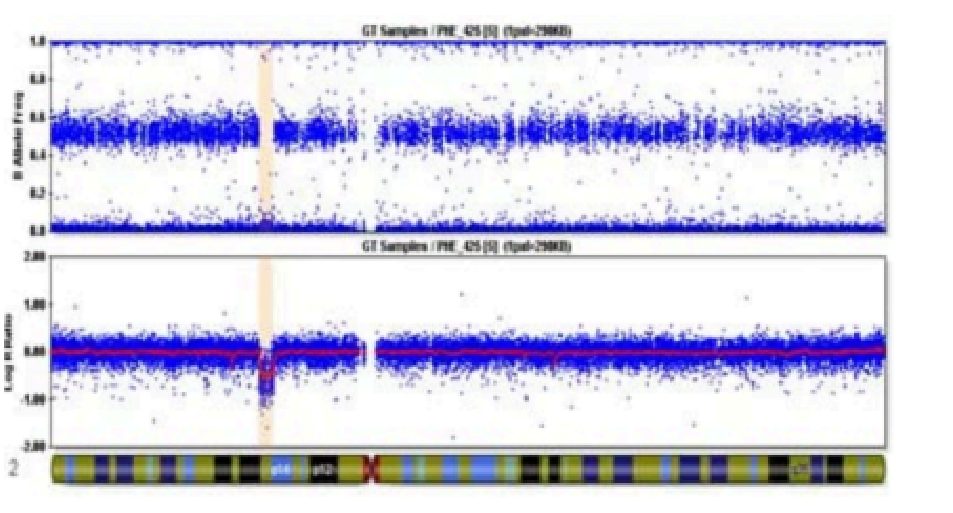 GT Samples / PHE_425 [5] (1pxl=290KB)
B Allele Freq
1.0
0.8
0.6
0.4
0.2
0.0
GT Samples / PHE_425 [5] (1pxl=290KB)
Log R Ratio
2.00
1.00
0.00
-1.00
-2.00
2
p14
p12